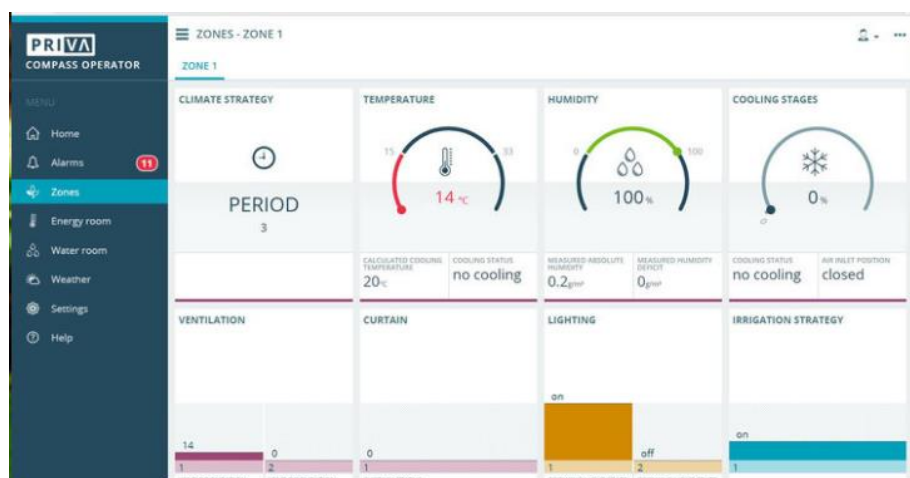 PRIVA
COMPASS OPERATOR
MENU
Home
Alarms 11
Zones
Energy room
Water room
Weather
Settings
Help
ZONES - ZONE 1
ZONE 1
CLIMATE STRATEGY
PERIOD
3
TEMPERATURE
15 33
14 °C
CALCULATED COOLING TEMPERATURE
20°C
COOLING STATUS
no cooling
HUMIDITY
0 100
100 %
MEASURED ABSOLUTE HUMIDITY
0.2 g/m³
MEASURED HUMIDITY DEFICIT
0 g/m³
COOLING STAGES
0
0 %
COOLING STATUS
no cooling
AIR INLET POSITION
closed
VENTILATION
14 0
1 2
CURTAIN
0
1
LIGHTING
on
off
1 2
IRRIGATION STRATEGY
on
1